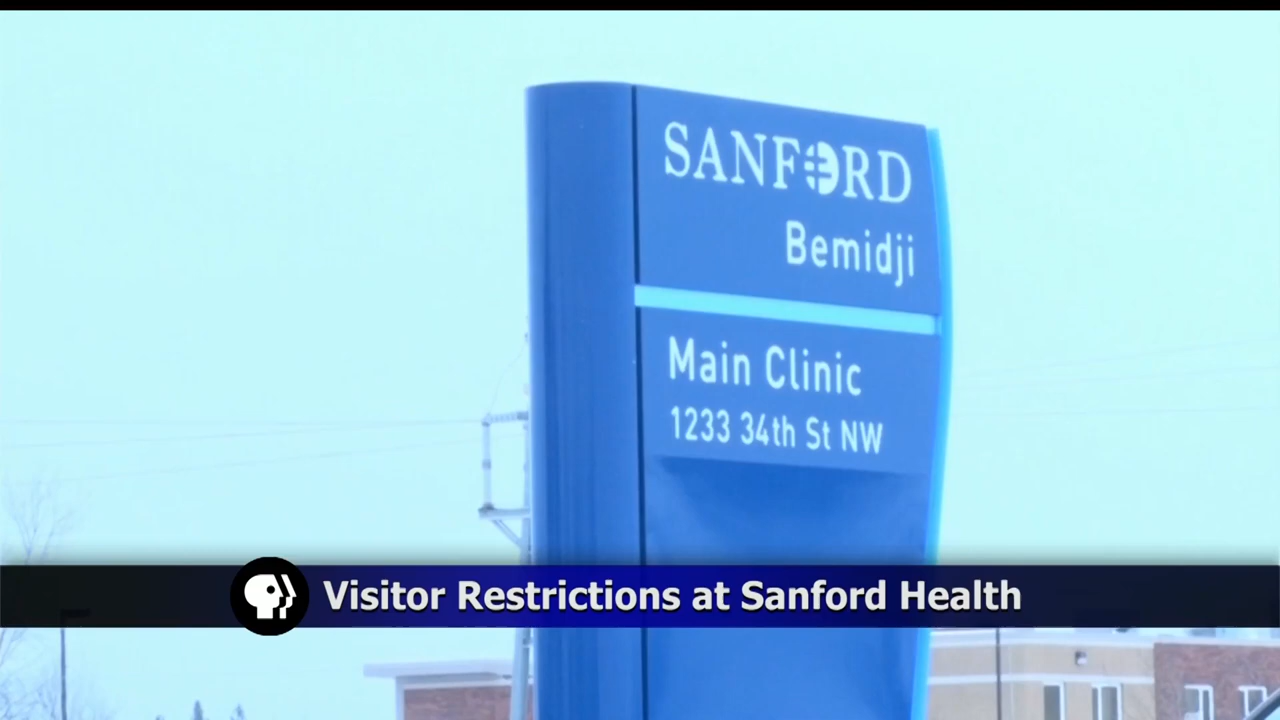 SANFORD
Bemidji
Main Clinic
1233 34th St NW
Visitor Restrictions at Sanford Health